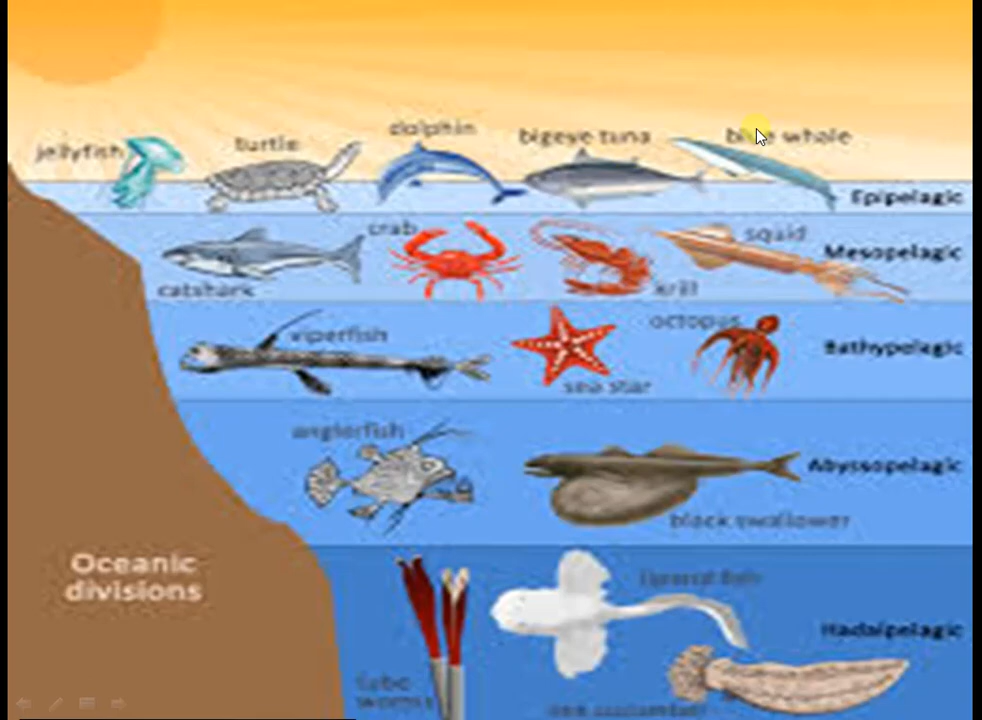 jellyfish
turtle
dolphin
bigeye tuna
blue whale
Epipelagic
catshark
crab
krill
squid
Mesopelagic
viperfish
sea star
octopus
Bathypelagic
anglerfish
black swallower
Abyssopelagic
Oceanic
divisions
tube
worms
sea cucumber
Hadalpelagic